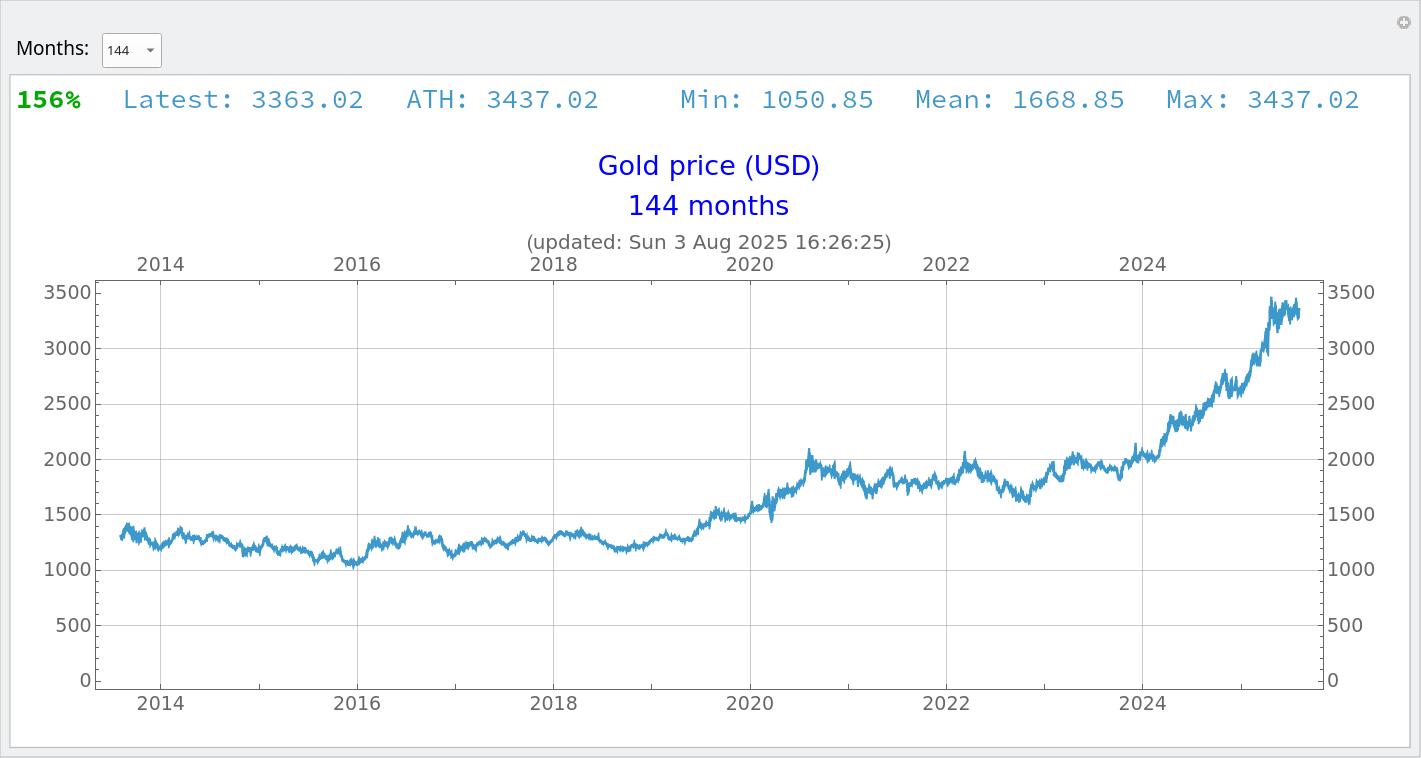 Months: 144
156% Latest: 3363.02 ATH: 3437.02 Min: 1050.85 Mean: 1668.85 Max: 3437.02
Gold price (USD)
144 months
(updated: Sun 3 Aug 2025 16:26:25)
2014 2016 2018 2020 2022 2024
3500 3500
3000 3000
2500 2500
2000 2000
1500 1500
1000 1000
500 500
0 0
2014 2016 2018 2020 2022 2024